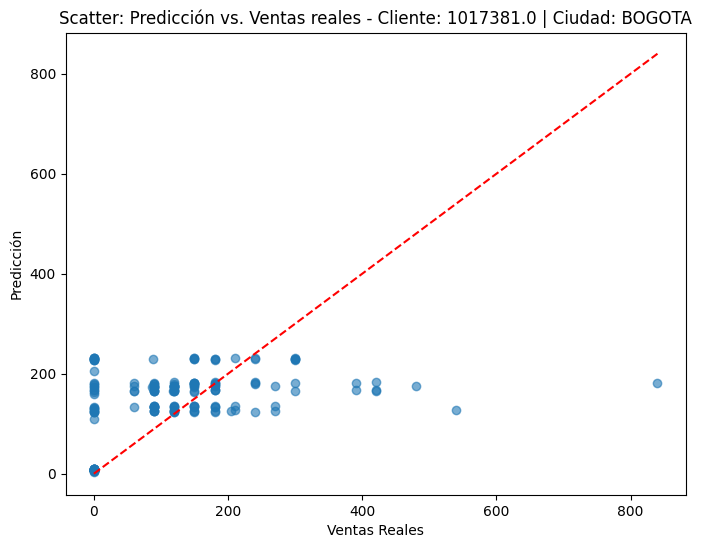 Scatter: Predicción vs. Ventas reales - Cliente: 1017381.0 | Ciudad: BOGOTA
800
600
400
200
0
Predicción
0 200 400 600 800
Ventas Reales